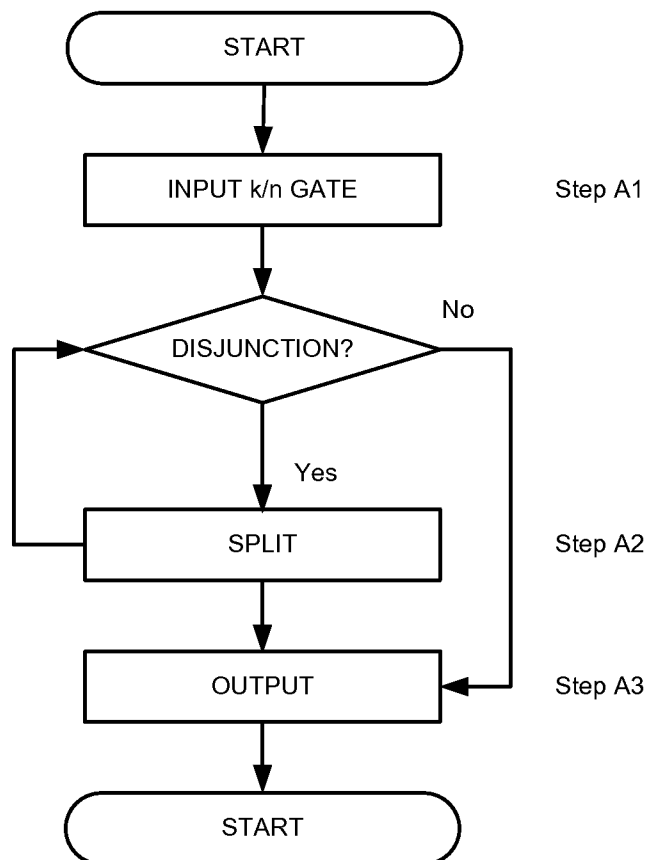 START
INPUT k/n GATE
Step A1
No
DISJUNCTION?
Yes
SPLIT
Step A2
OUTPUT
Step A3
START